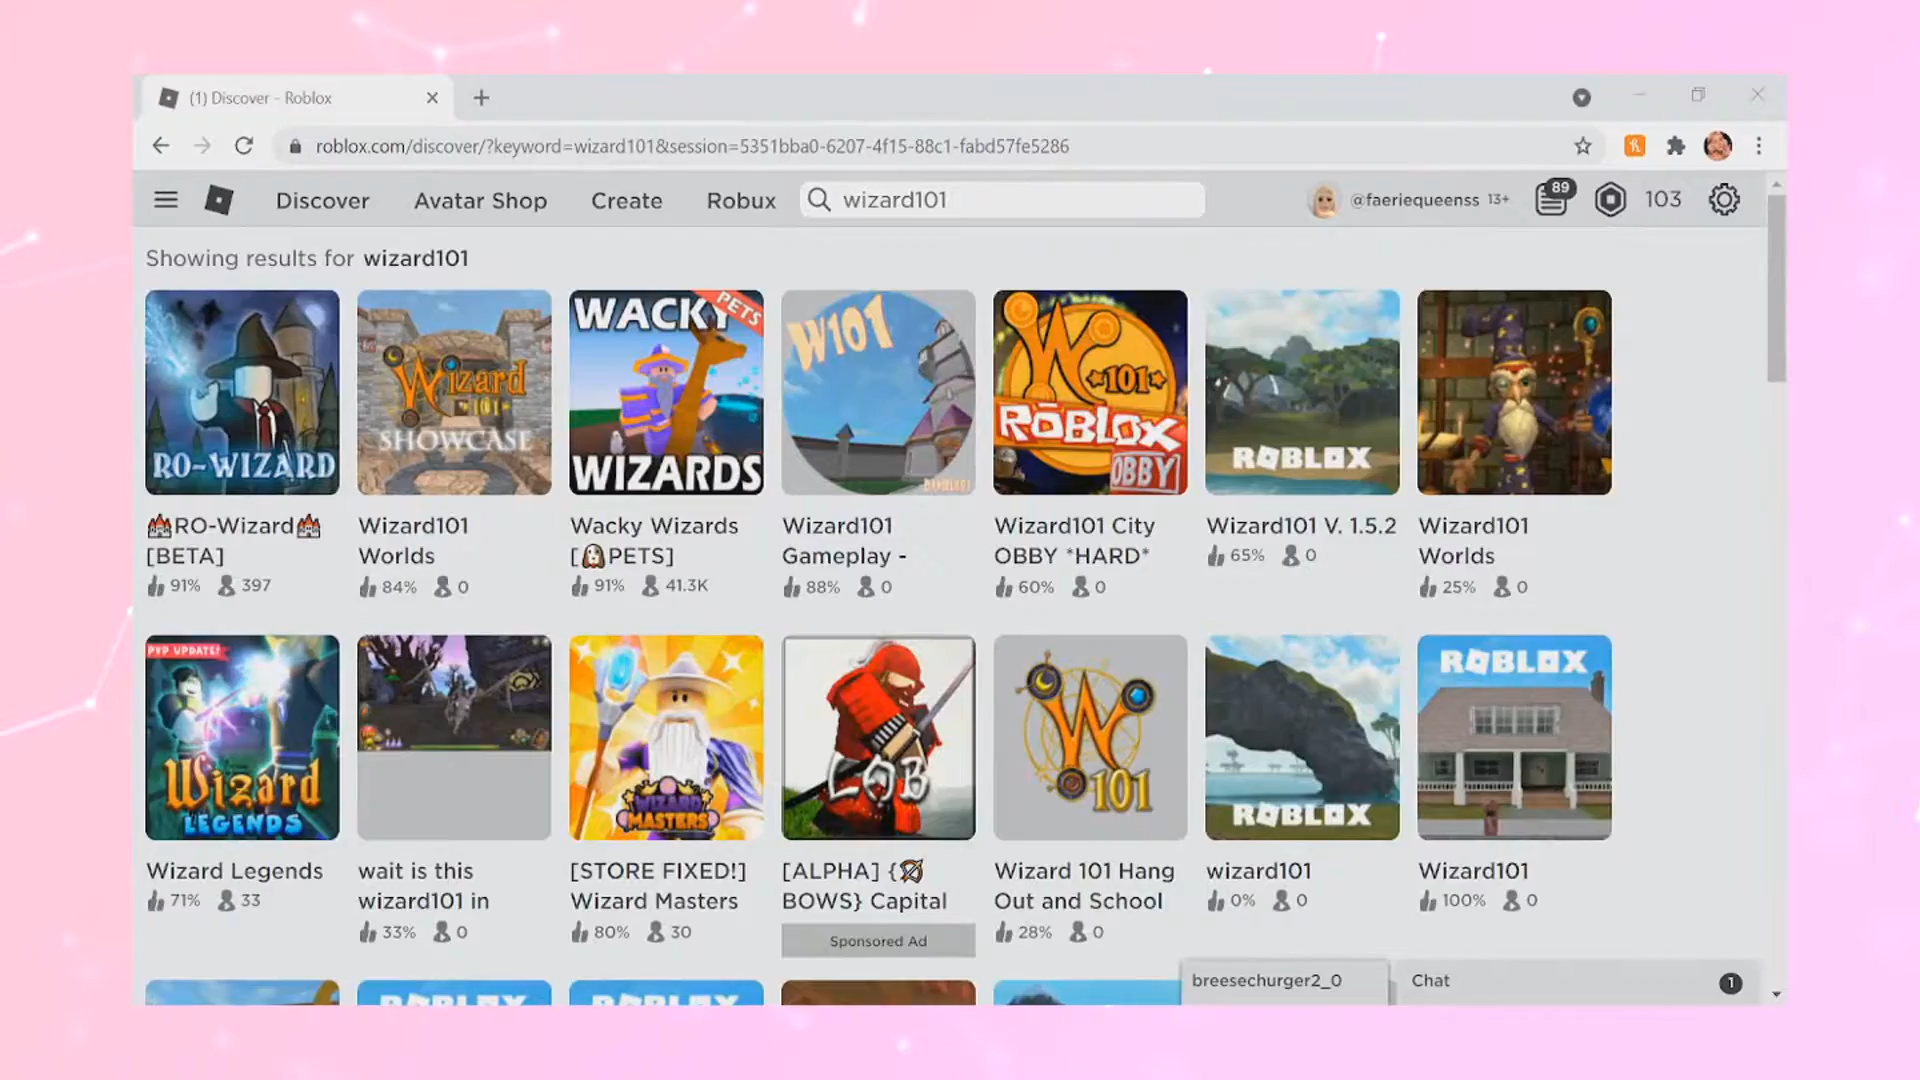 (1) Discover - Roblox
roblox.com/discover/?keyword=wizard101&session=5351bba0-6207-4f15-88c1-fabd57fe5286
Discover
Avatar Shop
Create
Robux
wizard101
@faeriequeenss 13+
89
103
Showing results for wizard101
RO-WIZARD
Wizard
101
SHOWCASE
WACKY
PETS
WIZARDS
W101
W
101
ROBLOX
OBBY
ROBLOX
RO-Wizard
[BETA]
91% 397
Wizard101
Worlds
84% 0
Wacky Wizards
[PETS]
91% 41.3K
Wizard101
Gameplay -
88% 0
Wizard101 City
OBBY *HARD*
60% 0
Wizard101 V. 1.5.2
65% 0
Wizard101
Worlds
25% 0
PVP UPDATE!
Wizard
LEGENDS
WIZARD
MASTERS
LOB
W
101
ROBLOX
ROBLOX
Wizard Legends
71% 33
wait is this
wizard101 in
33% 0
[STORE FIXED!]
Wizard Masters
80% 30
[ALPHA] {
BOWS} Capital
Sponsored Ad
Wizard 101 Hang
Out and School
28% 0
wizard101
0% 0
Wizard101
100% 0
ROBLOX
ROBLOX
breesechurger2_0
Chat
1